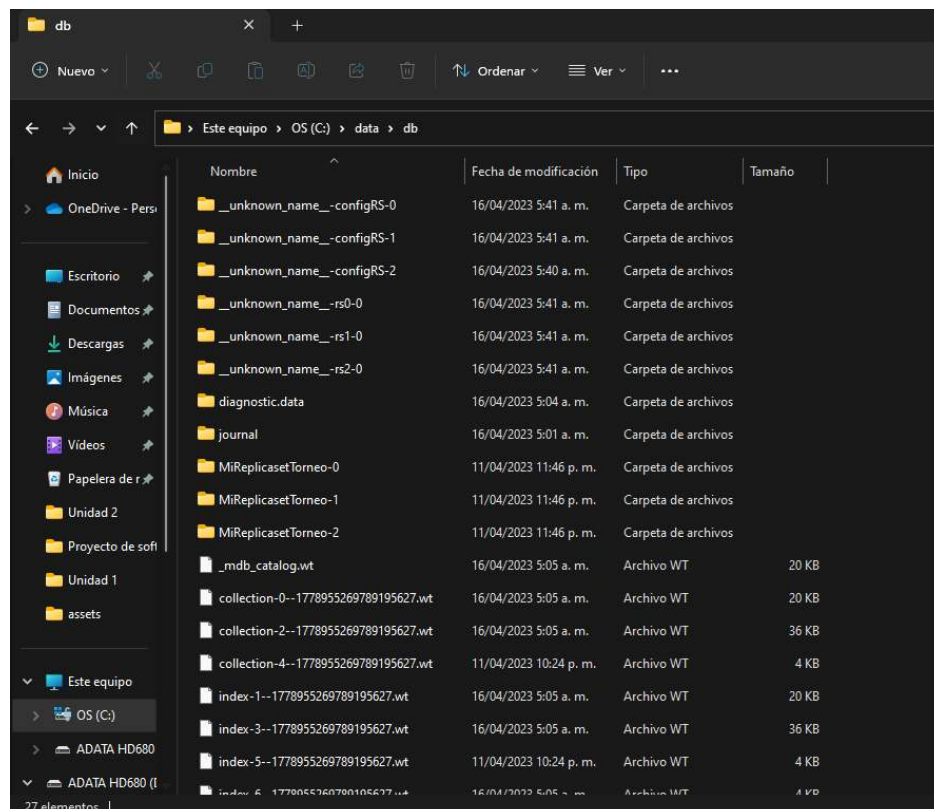 db
Nuevo
Ordenar
Ver
Este equipo > OS (C:) > data > db
Inicio
OneDrive - Pers
Escritorio
Documentos
Descargas
Imágenes
Música
Vídeos
Papelera de r
Unidad 2
Proyecto de soft
Unidad 1
assets
Este equipo
OS (C:)
ADATA HD680
ADATA HD680 (
Nombre Fecha de modificación Tipo Tamaño
__unknown_name__-configRS-0 16/04/2023 5:41 a. m. Carpeta de archivos
__unknown_name__-configRS-1 16/04/2023 5:41 a. m. Carpeta de archivos
__unknown_name__-configRS-2 16/04/2023 5:40 a. m. Carpeta de archivos
__unknown_name__-rs0-0 16/04/2023 5:41 a. m. Carpeta de archivos
__unknown_name__-rs1-0 16/04/2023 5:41 a. m. Carpeta de archivos
__unknown_name__-rs2-0 16/04/2023 5:41 a. m. Carpeta de archivos
diagnostic.data 16/04/2023 5:04 a. m. Carpeta de archivos
journal 16/04/2023 5:01 a. m. Carpeta de archivos
MiReplicasetTorneo-0 11/04/2023 11:46 p. m. Carpeta de archivos
MiReplicasetTorneo-1 11/04/2023 11:46 p. m. Carpeta de archivos
MiReplicasetTorneo-2 11/04/2023 11:46 p. m. Carpeta de archivos
_mdb_catalog.wt 16/04/2023 5:05 a. m. Archivo WT 20 KB
collection-0--1778955269789195627.wt 16/04/2023 5:05 a. m. Archivo WT 20 KB
collection-2--1778955269789195627.wt 16/04/2023 5:05 a. m. Archivo WT 36 KB
collection-4--1778955269789195627.wt 11/04/2023 10:24 p. m. Archivo WT 4 KB
index-1--1778955269789195627.wt 16/04/2023 5:05 a. m. Archivo WT 20 KB
index-3--1778955269789195627.wt 16/04/2023 5:05 a. m. Archivo WT 36 KB
index-5--1778955269789195627.wt 11/04/2023 10:24 p. m. Archivo WT 4 KB
index-6--1778955269789195627.wt 16/04/2023 5:05 a. m. Archivo WT 4 KB
27 elementos